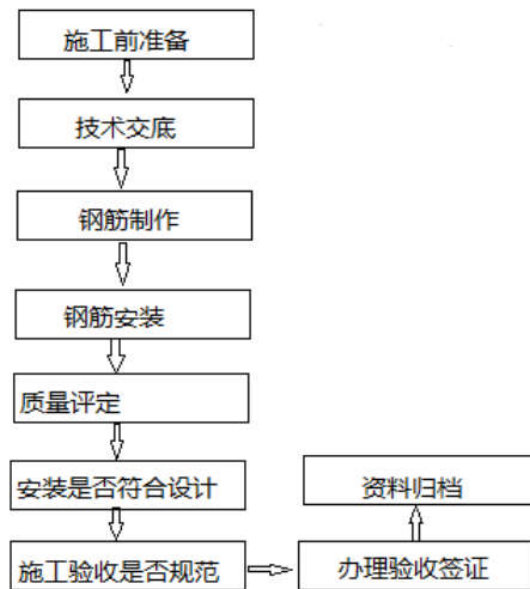 施工前准备
技术交底
钢筋制作
钢筋安装
质量评定
安装是否符合设计
资料归档
施工验收是否规范
办理验收签证